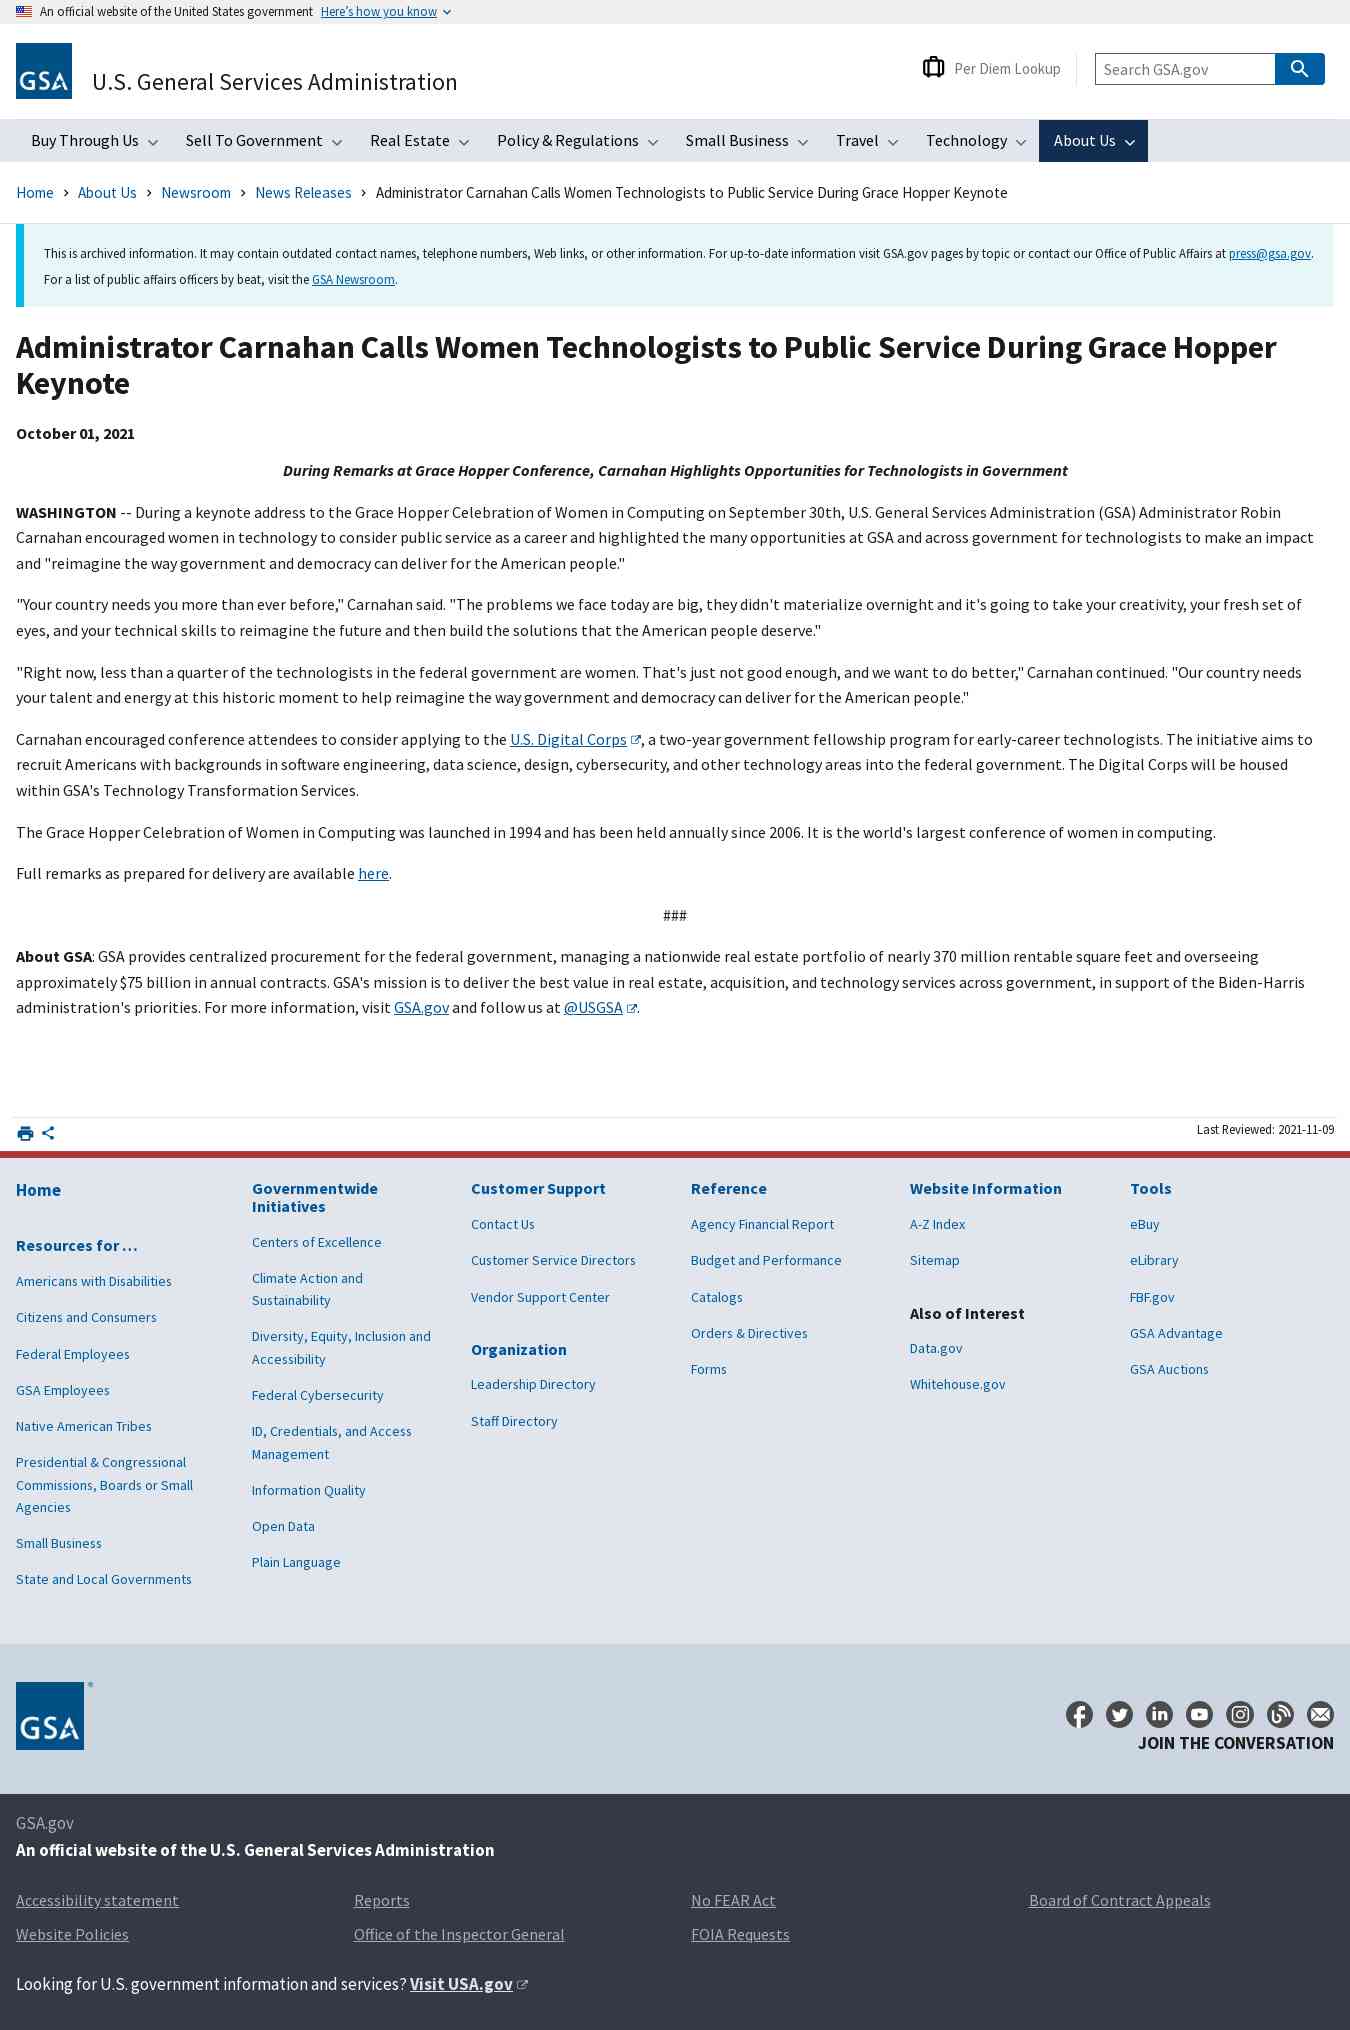 An official website of the United States government Here's how you know
GSA
U.S. General Services Administration
Per Diem Lookup
Search GSA.gov
Buy Through Us
Sell To Government
Real Estate
Policy & Regulations
Small Business
Travel
Technology
About Us
Home
About Us
Newsroom
News Releases
Administrator Carnahan Calls Women Technologists to Public Service During Grace Hopper Keynote
This is archived information. It may contain outdated contact names, telephone numbers, Web links, or other information. For up-to-date information visit GSA.gov pages by topic or contact our Office of Public Affairs at press@gsa.gov.
For a list of public affairs officers by beat, visit the GSA Newsroom.
Administrator Carnahan Calls Women Technologists to Public Service During Grace Hopper
Keynote
October 01, 2021
During Remarks at Grace Hopper Conference, Carnahan Highlights Opportunities for Technologists in Government
WASHINGTON -- During a keynote address to the Grace Hopper Celebration of Women in Computing on September 30th, U.S. General Services Administration (GSA) Administrator Robin
Carnahan encouraged women in technology to consider public service as a career and highlighted the many opportunities at GSA and across government for technologists to make an impact
and "reimagine the way government and democracy can deliver for the American people."
"Your country needs you more than ever before," Carnahan said. "The problems we face today are big, they didn't materialize overnight and it's going to take your creativity, your fresh set of
eyes, and your technical skills to reimagine the future and then build the solutions that the American people deserve."
"Right now, less than a quarter of the technologists in the federal government are women. That's just not good enough, and we want to do better," Carnahan continued. "Our country needs
your talent and energy at this historic moment to help reimagine the way government and democracy can deliver for the American people."
Carnahan encouraged conference attendees to consider applying to the U.S. Digital Corps, a two-year government fellowship program for early-career technologists. The initiative aims to
recruit Americans with backgrounds in software engineering, data science, design, cybersecurity, and other technology areas into the federal government. The Digital Corps will be housed
within GSA's Technology Transformation Services.
The Grace Hopper Celebration of Women in Computing was launched in 1994 and has been held annually since 2006. It is the world's largest conference of women in computing.
Full remarks as prepared for delivery are available here.
###
About GSA: GSA provides centralized procurement for the federal government, managing a nationwide real estate portfolio of nearly 370 million rentable square feet and overseeing
approximately $75 billion in annual contracts. GSA's mission is to deliver the best value in real estate, acquisition, and technology services across government, in support of the Biden-Harris
administration's priorities. For more information, visit GSA.gov and follow us at @USGSA.
Last Reviewed: 2021-11-09
Home
Resources for …
Americans with Disabilities
Citizens and Consumers
Federal Employees
GSA Employees
Native American Tribes
Presidential & Congressional
Commissions, Boards or Small
Agencies
Small Business
State and Local Governments
Governmentwide
Initiatives
Centers of Excellence
Climate Action and
Sustainability
Diversity, Equity, Inclusion and
Accessibility
Federal Cybersecurity
ID, Credentials, and Access
Management
Information Quality
Open Data
Plain Language
Customer Support
Contact Us
Customer Service Directors
Vendor Support Center
Organization
Leadership Directory
Staff Directory
Reference
Agency Financial Report
Budget and Performance
Catalogs
Orders & Directives
Forms
Website Information
A-Z Index
Sitemap
Also of Interest
Data.gov
Whitehouse.gov
Tools
eBuy
eLibrary
FBF.gov
GSA Advantage
GSA Auctions
GSA
JOIN THE CONVERSATION
GSA.gov
An official website of the U.S. General Services Administration
Accessibility statement
Reports
No FEAR Act
Board of Contract Appeals
Website Policies
Office of the Inspector General
FOIA Requests
Looking for U.S. government information and services? Visit USA.gov